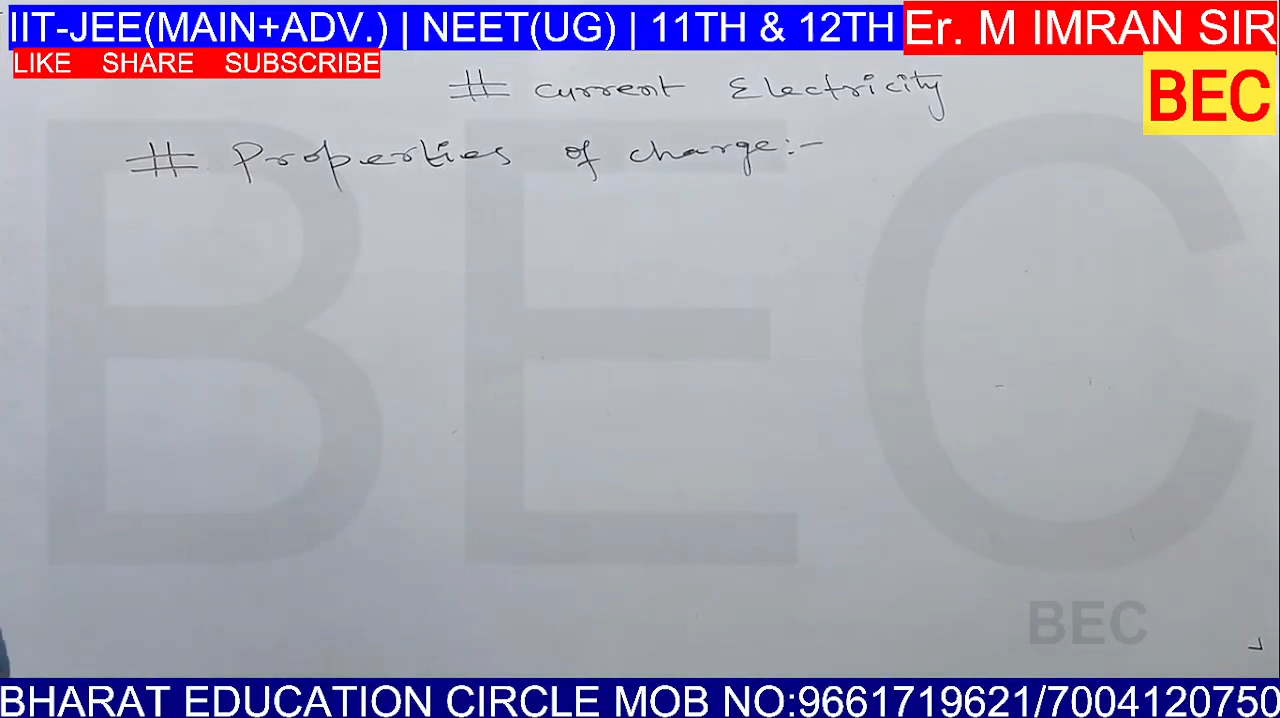 IIT-JEE(MAIN+ADV.) | NEET(UG) | 11TH & 12TH Er. M IMRAN SIR
LIKE SHARE SUBSCRIBE
BEC
# Current Electricity
# Properties of charge:-
BEC
BEC
BHARAT EDUCATION CIRCLE MOB NO:9661719621/7004120750